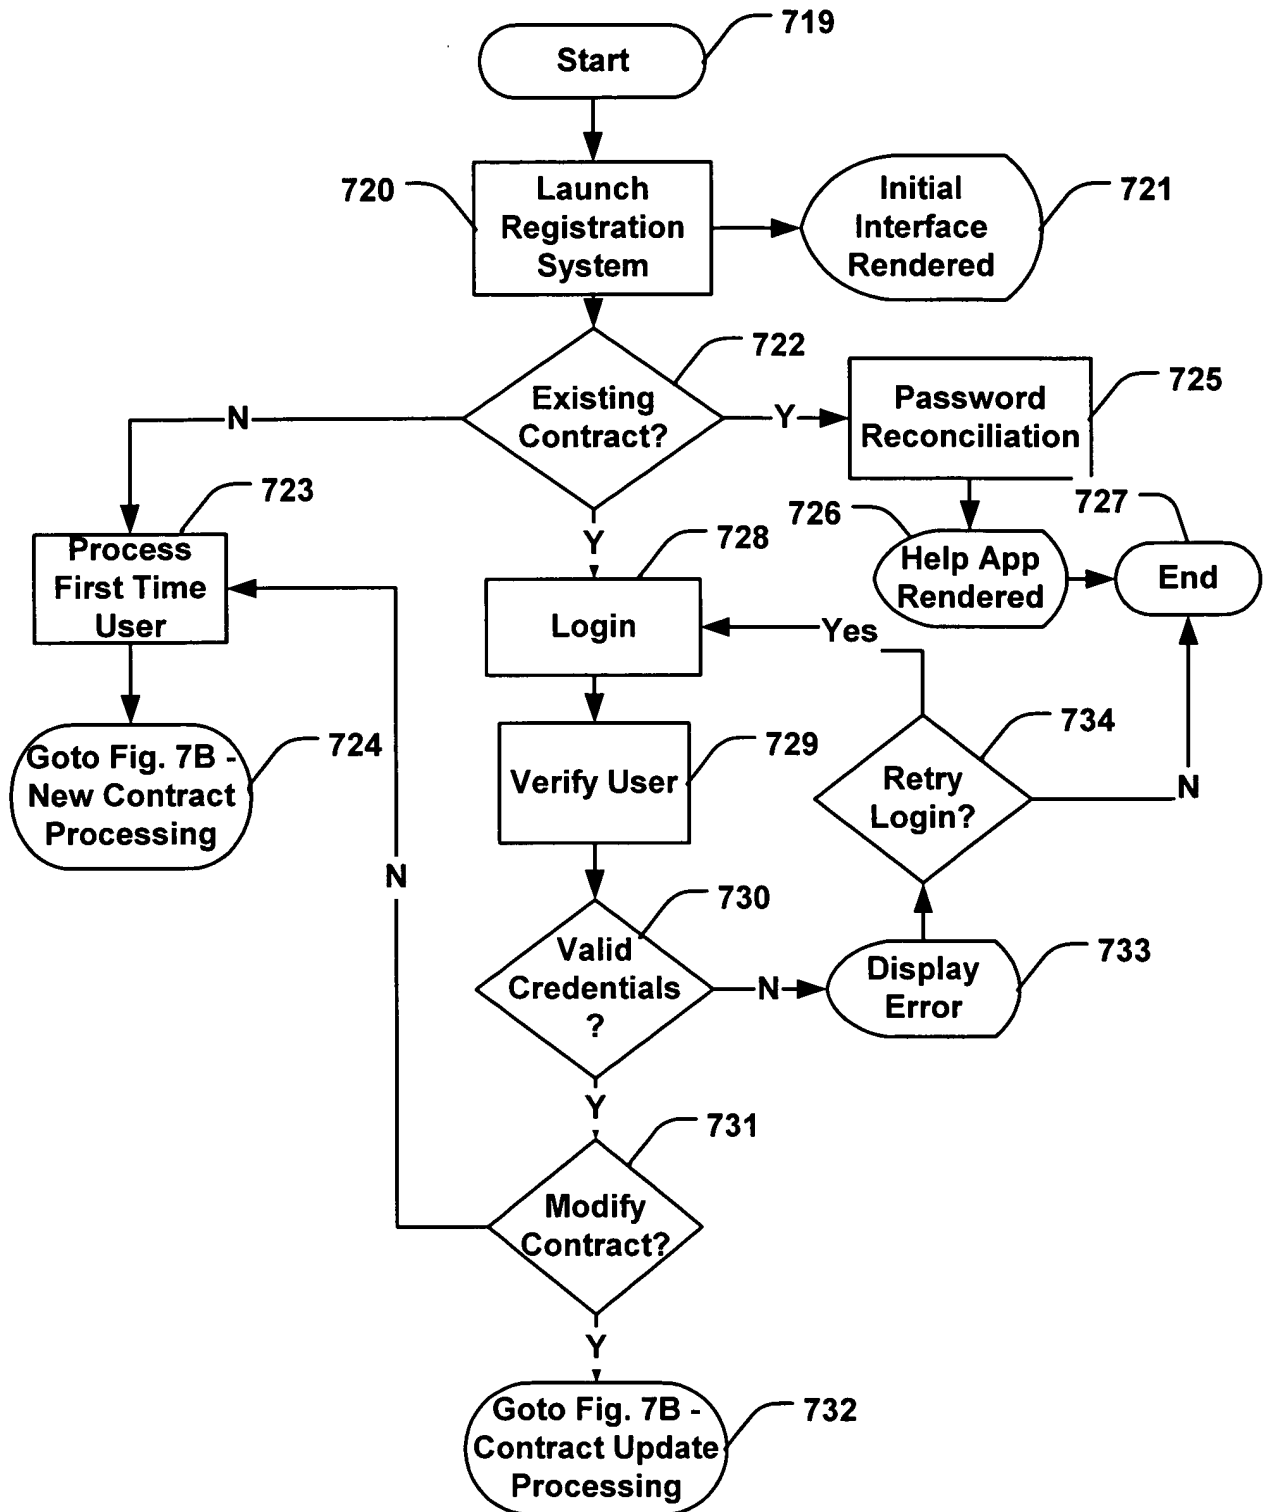 719
Start
720
Launch
Registration
System
Initial
Interface
Rendered
721
722
Existing
Contract?
N
Y
Password
Reconciliation
725
723
Process
First Time
User
Y
728
Login
726
Help App
Rendered
727
End
Yes
Goto Fig. 7B -
New Contract
Processing
724
729
Verify User
734
Retry
Login?
N
N
730
Valid
Credentials
?
N
Display
Error
733
Y
731
Modify
Contract?
Y
Goto Fig. 7B -
Contract Update
Processing
732